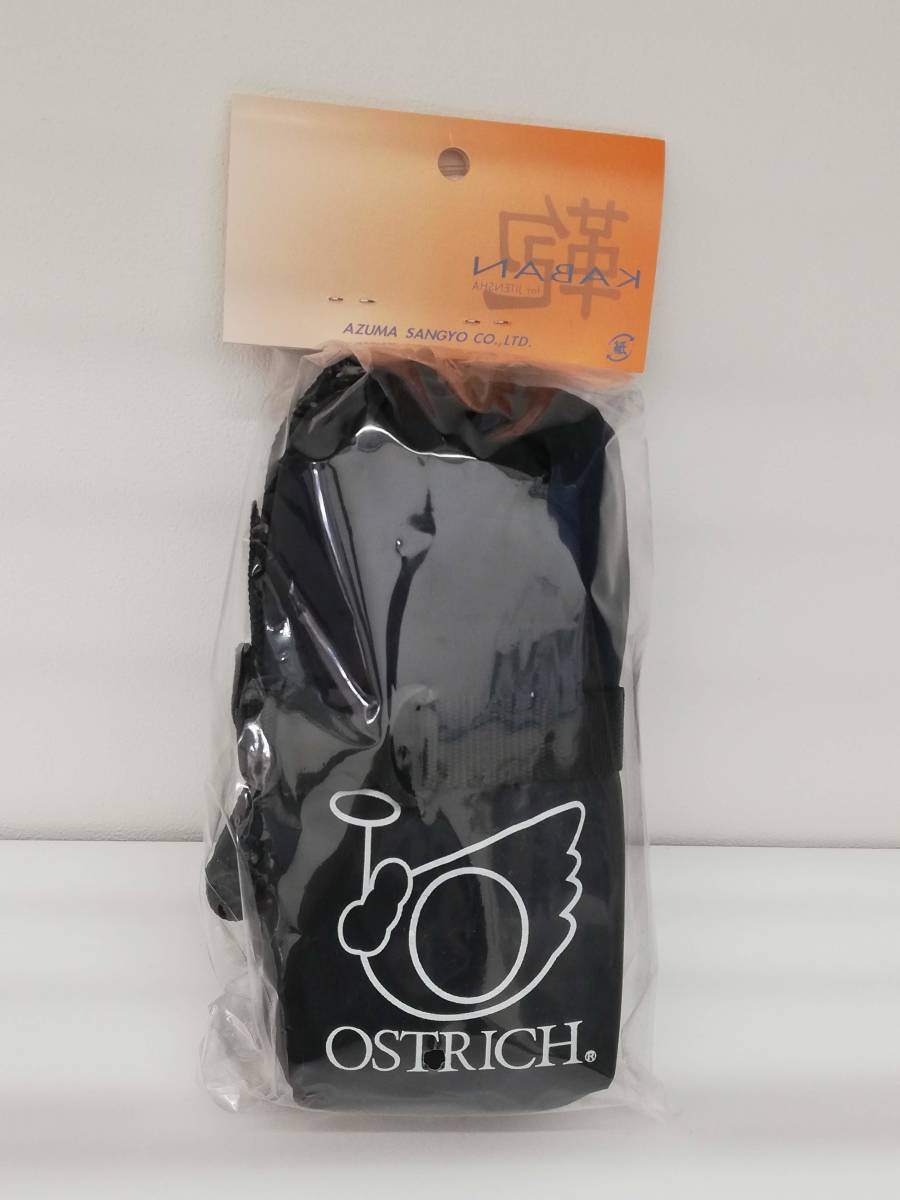 鞄
KABAN
for JITENSHA
AZUMA SANGYO CO.,LTD.
紙
OSTRICH®